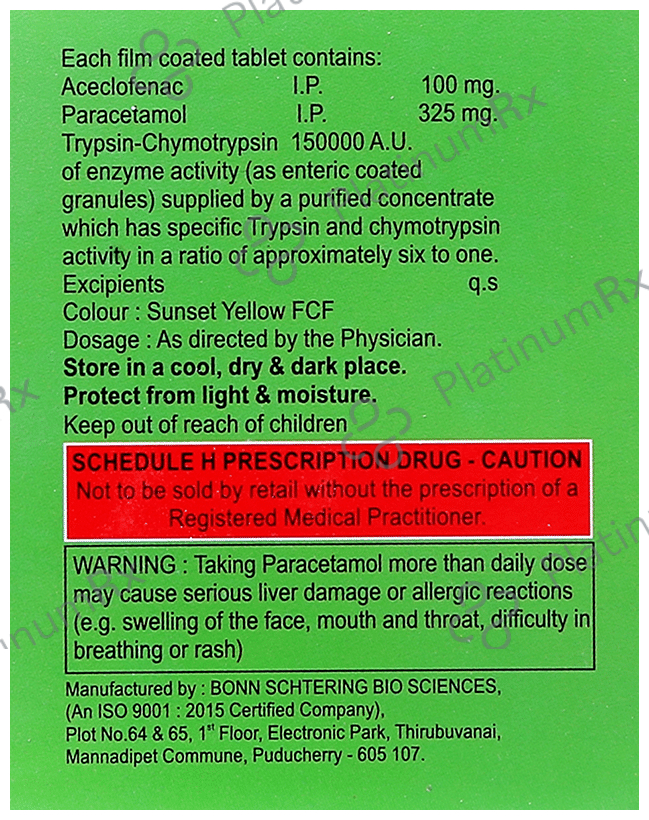 Each film coated tablet contains:
Aceclofenac I.P. 100 mg.
Paracetamol I.P. 325 mg.
Trypsin-Chymotrypsin 150000 A.U.
of enzyme activity (as enteric coated
granules) supplied by a purified concentrate
which has specific Trypsin and chymotrypsin
activity in a ratio of approximately six to one.
Excipients q.s
Colour : Sunset Yellow FCF
Dosage : As directed by the Physician.
Store in a cool, dry & dark place.
Protect from light & moisture.
Keep out of reach of children
SCHEDULE H PRESCRIPTION DRUG - CAUTION
Not to be sold by retail without the prescription of a
Registered Medical Practitioner.
WARNING : Taking Paracetamol more than daily dose
may cause serious liver damage or allergic reactions
(e.g. swelling of the face, mouth and throat, difficulty in
breathing or rash)
Manufactured by : BONN SCHTERING BIO SCIENCES,
(An ISO 9001 : 2015 Certified Company),
Plot No.64 & 65, 1st Floor, Electronic Park, Thirubuvanai,
Mannadipet Commune, Puducherry - 605 107.
PlatinumRx
PlatinumRx